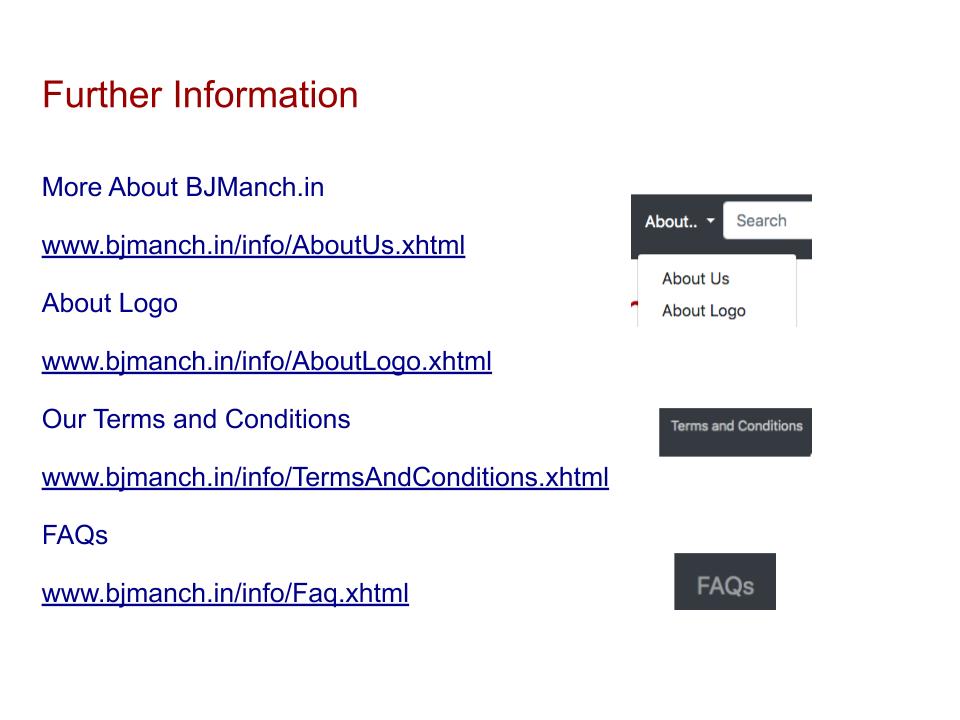 Further Information
More About BJManch.in
www.bjmanch.in/info/AboutUs.xhtml
About Logo
www.bjmanch.in/info/AboutLogo.xhtml
Our Terms and Conditions
www.bjmanch.in/info/TermsAndConditions.xhtml
FAQs
www.bjmanch.in/info/Faq.xhtml
About.. Search
About Us
About Logo
Terms and Conditions
FAQs